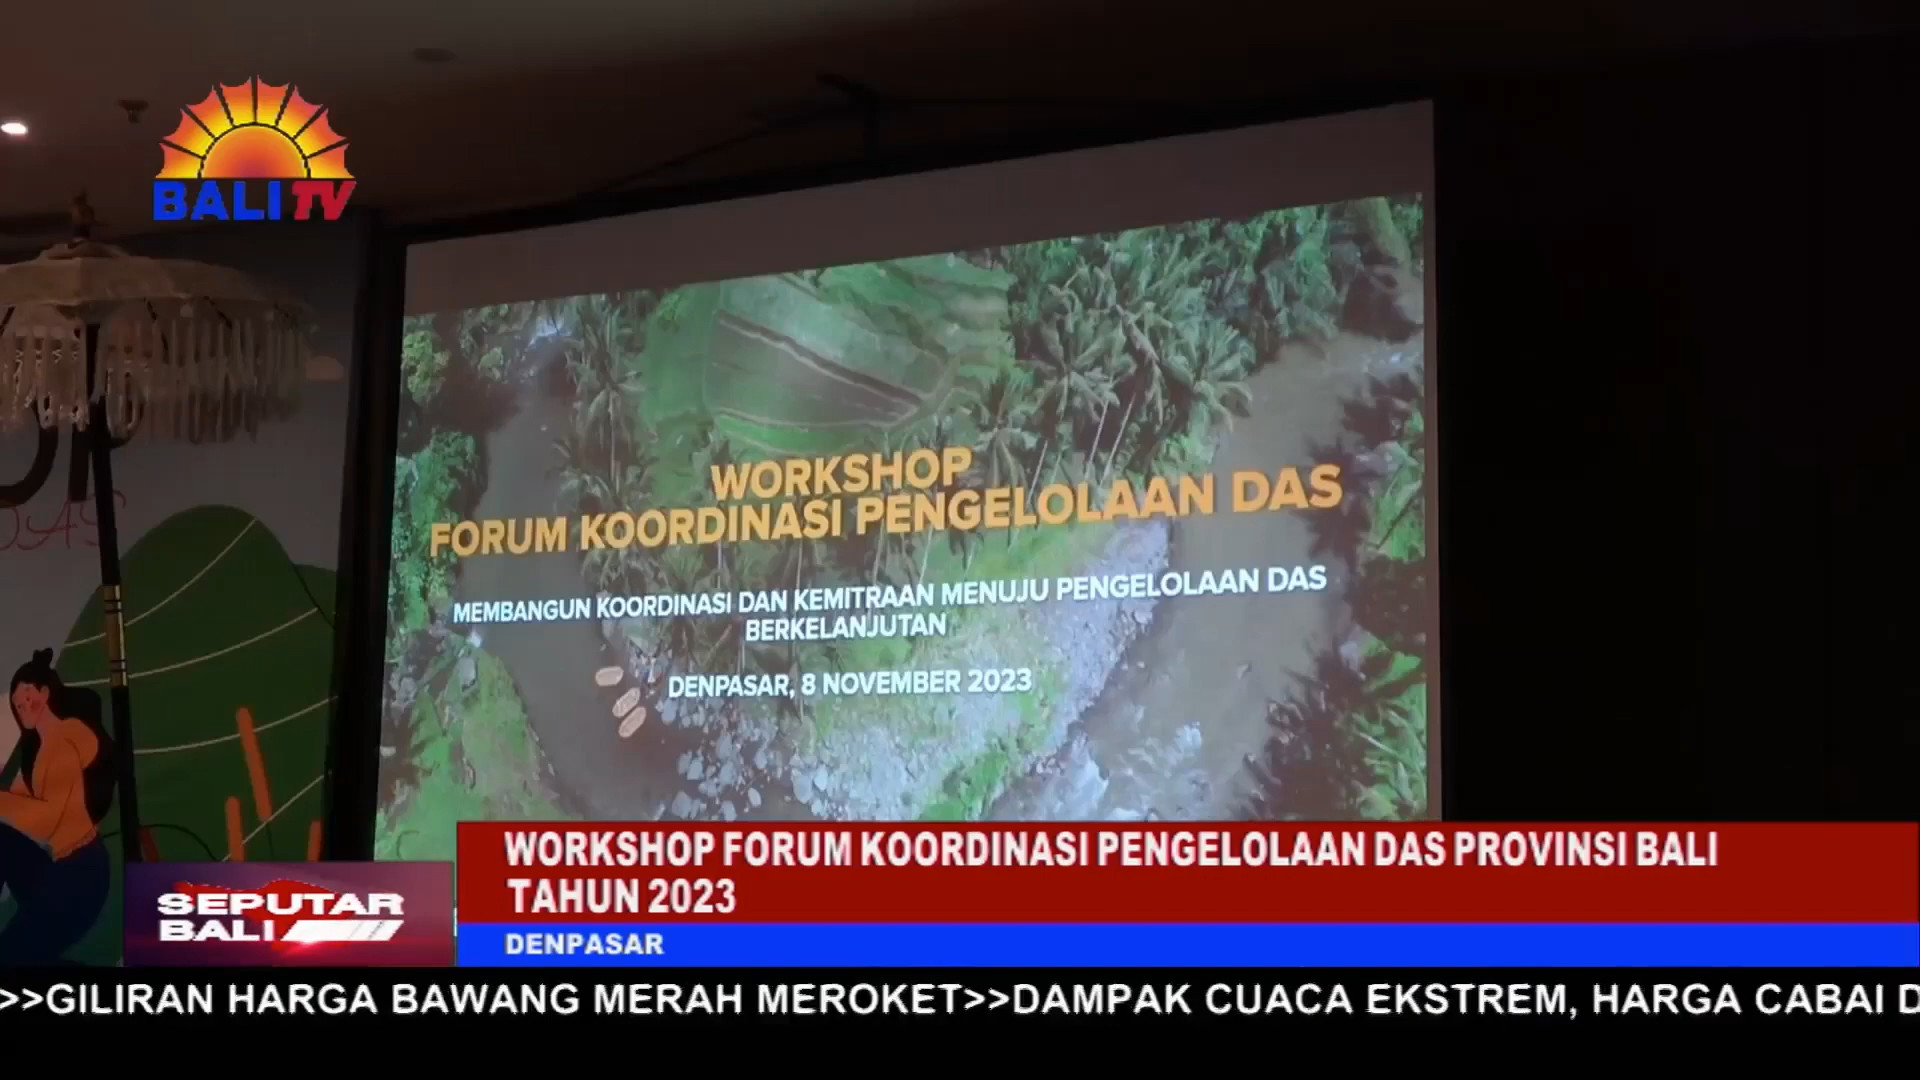 BALI TV
DAS
WORKSHOP
FORUM KOORDINASI PENGELOLAAN DAS
MEMBANGUN KOORDINASI DAN KEMITRAAN MENUJU PENGELOLAAN DAS
BERKELANJUTAN
DENPASAR, 8 NOVEMBER 2023
WORKSHOP FORUM KOORDINASI PENGELOLAAN DAS PROVINSI BALI
TAHUN 2023
SEPUTAR
BALI
DENPASAR
>>GILIRAN HARGA BAWANG MERAH MEROKET>>DAMPAK CUACA EKSTREM, HARGA CABAI D